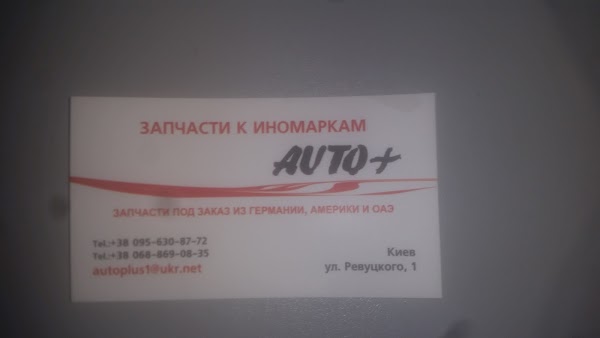 ЗАПЧАСТИ К ИНОМАРКАМ
AUTO+
ЗАПЧАСТИ ПОД ЗАКАЗ ИЗ ГЕРМАНИИ, АМЕРИКИ И ОАЭ
Tel.:+38 095-630-87-72
Tel.:+38 068-869-08-35
autoplus1@ukr.net
Киев
ул. Ревуцкого, 1